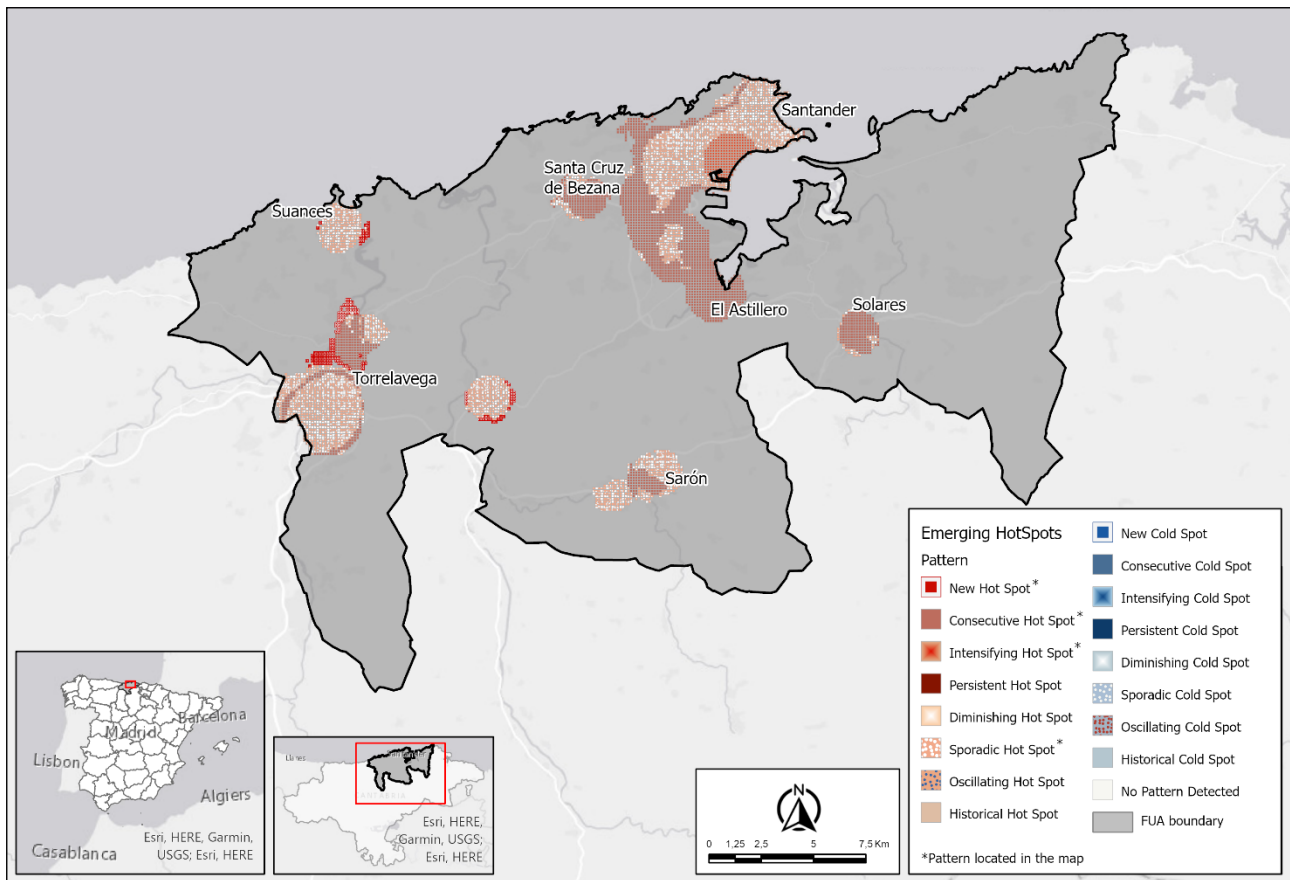 Santander
Santa Cruz
de Bezana
Suances
El Astillero
Solares
Torrelavega
Sarón
Emerging HotSpots
Pattern
New Hot Spot*
Consecutive Hot Spot*
Intensifying Hot Spot*
Persistent Hot Spot
Diminishing Hot Spot
Sporadic Hot Spot*
Oscillating Hot Spot
Historical Hot Spot
*Pattern located in the map
New Cold Spot
Consecutive Cold Spot
Intensifying Cold Spot
Persistent Cold Spot
Diminishing Cold Spot
Sporadic Cold Spot
Oscillating Cold Spot
Historical Cold Spot
No Pattern Detected
FUA boundary
Barcelona
Madrid
Lisbon
Algiers
Casablanca
Esri, HERE, Garmin,
USGS; Esri, HERE
Esri, HERE,
Garmin, USGS;
Esri, HERE
N
0 1,25 2,5 5 7,5 Km